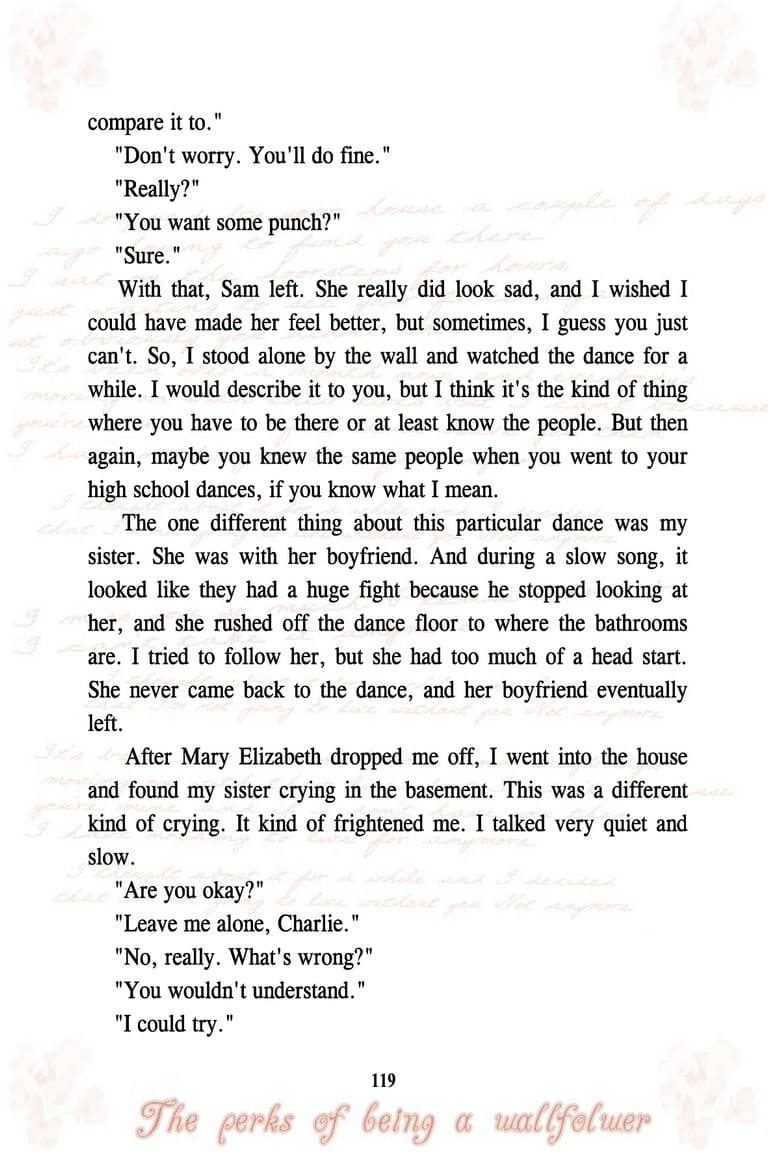 compare it to."
"Don't worry. You'll do fine."
"Really?"
"You want some punch?"
"Sure."
With that, Sam left. She really did look sad, and I wished I
could have made her feel better, but sometimes, I guess you just
can't. So, I stood alone by the wall and watched the dance for a
while. I would describe it to you, but I think it's the kind of thing
where you have to be there or at least know the people. But then
again, maybe you knew the same people when you went to your
high school dances, if you know what I mean.
The one different thing about this particular dance was my
sister. She was with her boyfriend. And during a slow song, it
looked like they had a huge fight because he stopped looking at
her, and she rushed off the dance floor to where the bathrooms
are. I tried to follow her, but she had too much of a head start.
She never came back to the dance, and her boyfriend eventually
left.
After Mary Elizabeth dropped me off, I went into the house
and found my sister crying in the basement. This was a different
kind of crying. It kind of frightened me. I talked very quiet and
slow.
"Are you okay?"
"Leave me alone, Charlie."
"No, really. What's wrong?"
"You wouldn't understand."
"I could try."
119
The perks of being a wallfolwer